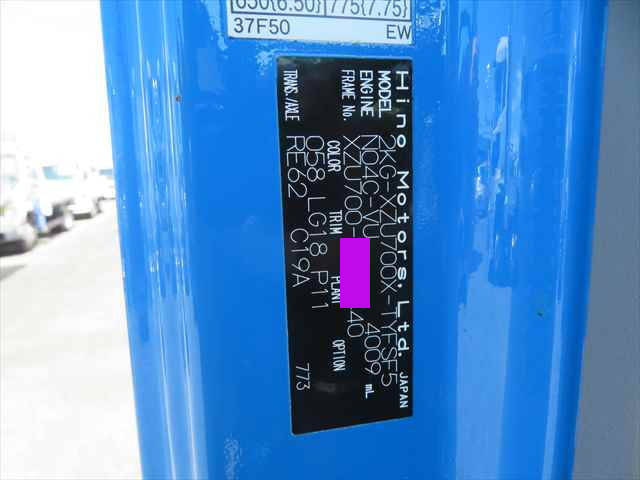 650(6.50) 775(7.75)
37F50 EW
Hino Motors, Ltd. JAPAN
MODEL 2KG-XZU700X-TYFSF5
ENGINE N04C-VU 4009 mL
FRAME No. XZU700- 40
COLOR TRIM PLANT OPTION
058 LG18 P11
TRANS./AXLE RE62 C19A 773